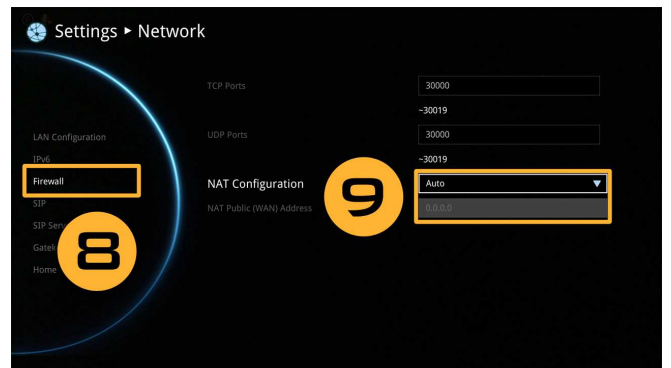 Settings ▸ Network
TCP Ports
30000
~30019
LAN Configuration
UDP Ports
30000
IPv6
~30019
Firewall
NAT Configuration
Auto
SIP
NAT Public (WAN) Address
0.0.0.0
9
SIP
8
Home